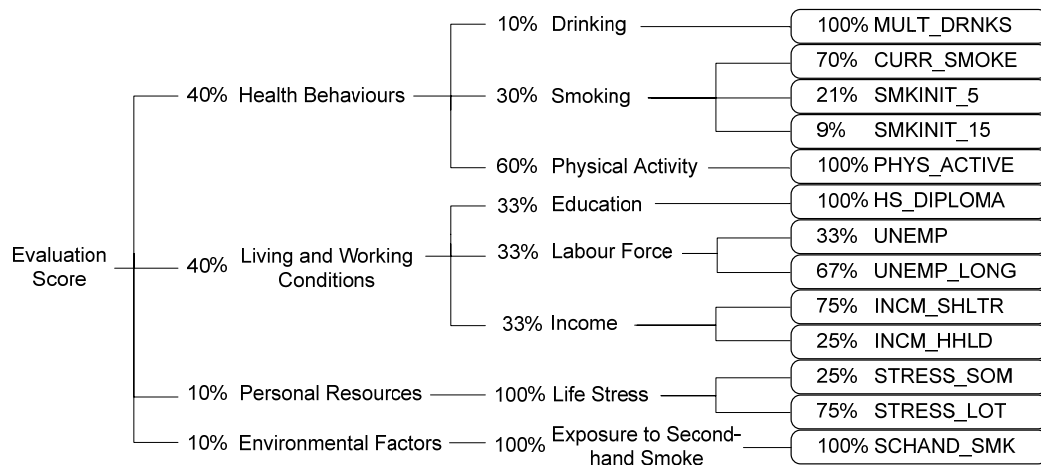 Evaluation
Score
40% Health Behaviours
10% Drinking
100% MULT_DRNKS
30% Smoking
70% CURR_SMOKE
21% SMKINIT_5
9% SMKINIT_15
60% Physical Activity
100% PHYS_ACTIVE
40% Living and Working
Conditions
33% Education
100% HS_DIPLOMA
33% Labour Force
33% UNEMP
67% UNEMP_LONG
33% Income
75% INCM_SHLTR
25% INCM_HHLD
10% Personal Resources
100% Life Stress
25% STRESS_SOM
75% STRESS_LOT
10% Environmental Factors
100% Exposure to Second-
hand Smoke
100% SCHAND_SMK